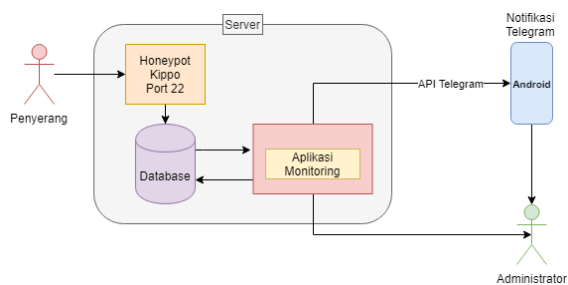 Server
Notifikasi
Telegram
Honeypot
Kippo
Port 22
Penyerang
API Telegram
Android
Database
Aplikasi
Monitoring
Administrator